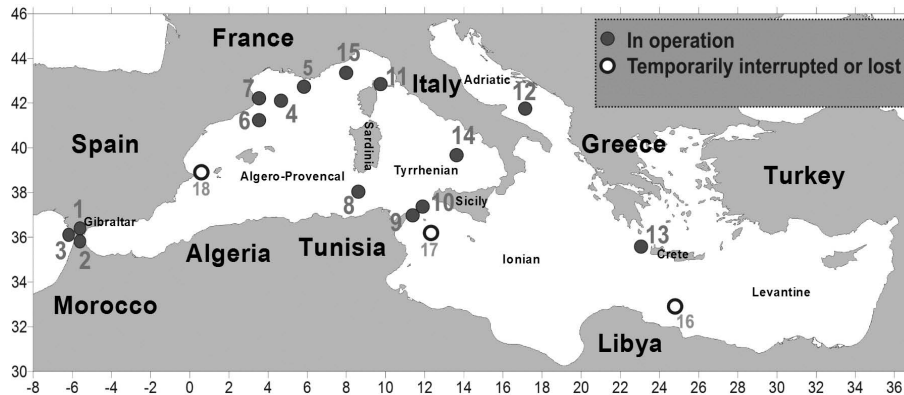 46
44
42
40
38
36
34
32
30
-8
-6
-4
-2
0
2
4
6
8
10
12
14
16
18
20
22
23
24
26
28
30
32
34
36
In operation
Temporarily interrupted or lost
France
Spain
Italy
Greece
Turkey
Morocco
Algeria
Tunisia
Libya
Adriatic
Sardinia
Algero-Provencal
Tyrrhenian
Sicily
Gibraltar
Ionian
Crete
Levantine
1
2
3
4
5
6
7
8
9
10
11
12
13
14
15
16
17
18